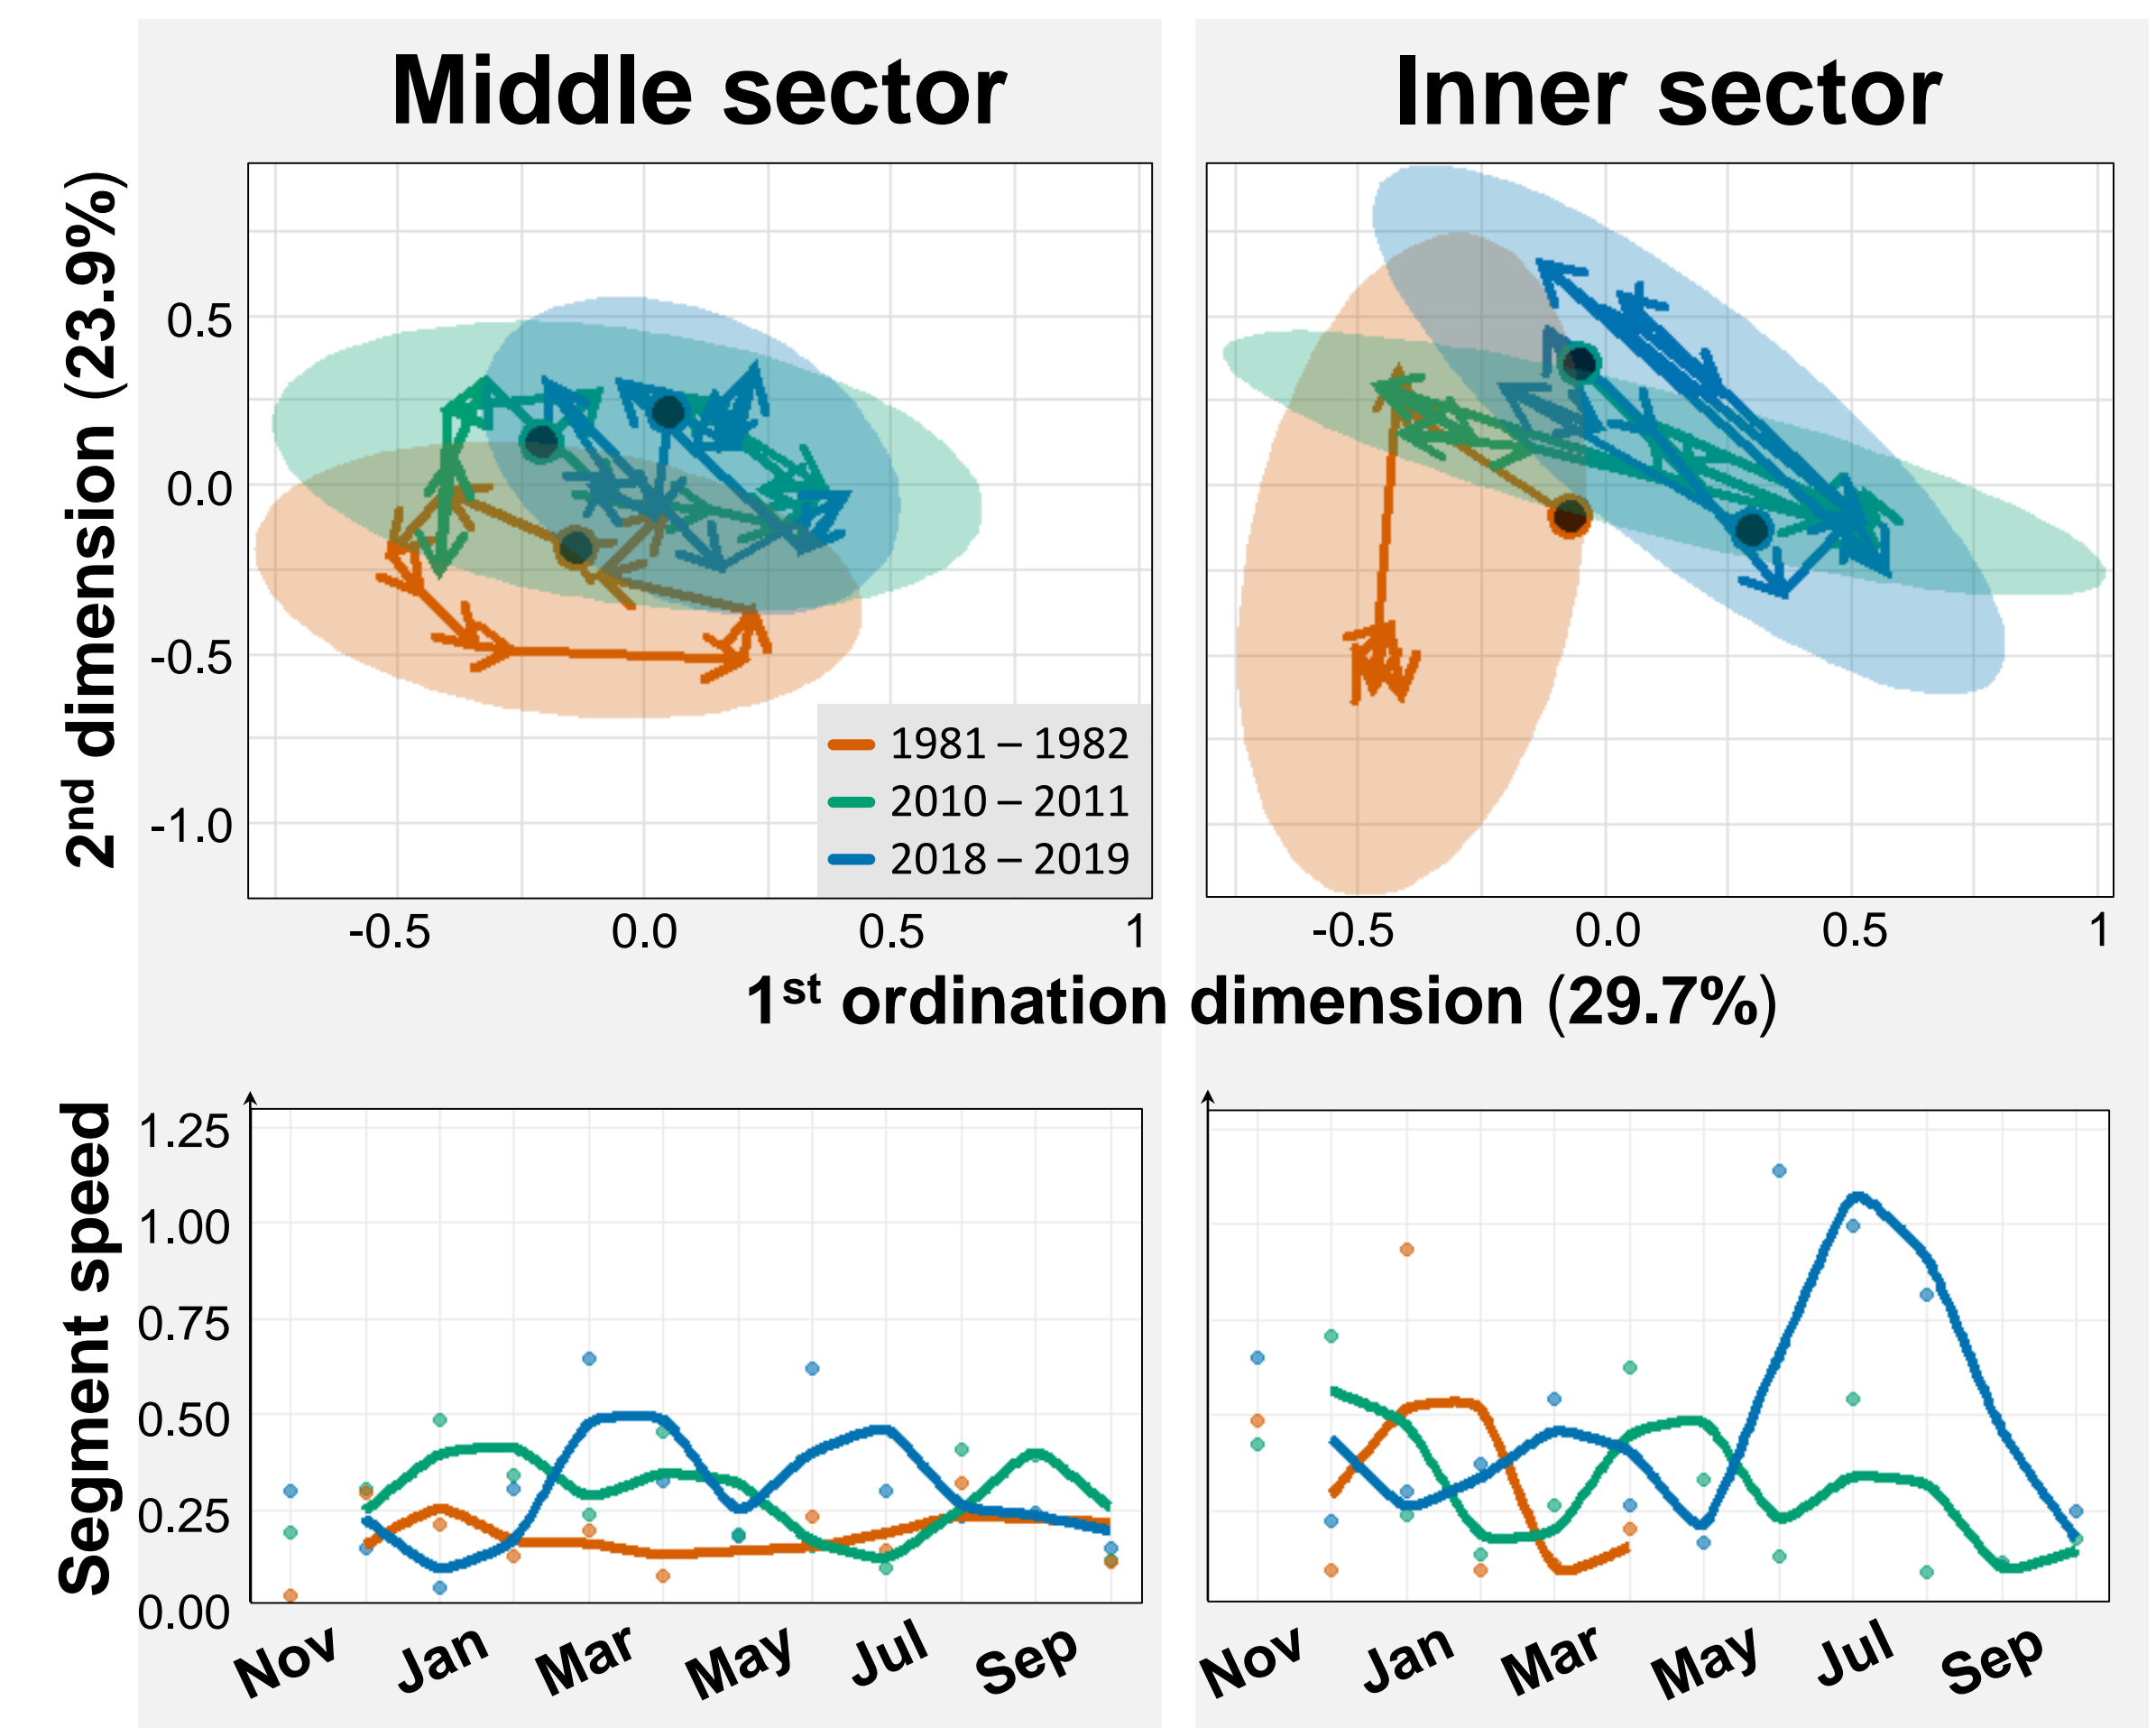 Middle sector
Inner sector
2nd dimension (23.9%)
0.5
0.0
-0.5
-1.0
1981 – 1982
2010 – 2011
2018 – 2019
-0.5 0.0 0.5 1
-0.5 0.0 0.5 1
1st ordination dimension (29.7%)
Segment speed
1.25
1.00
0.75
0.50
0.25
0.00
Nov Jan Mar May Jul Sep
Nov Jan Mar May Jul Sep